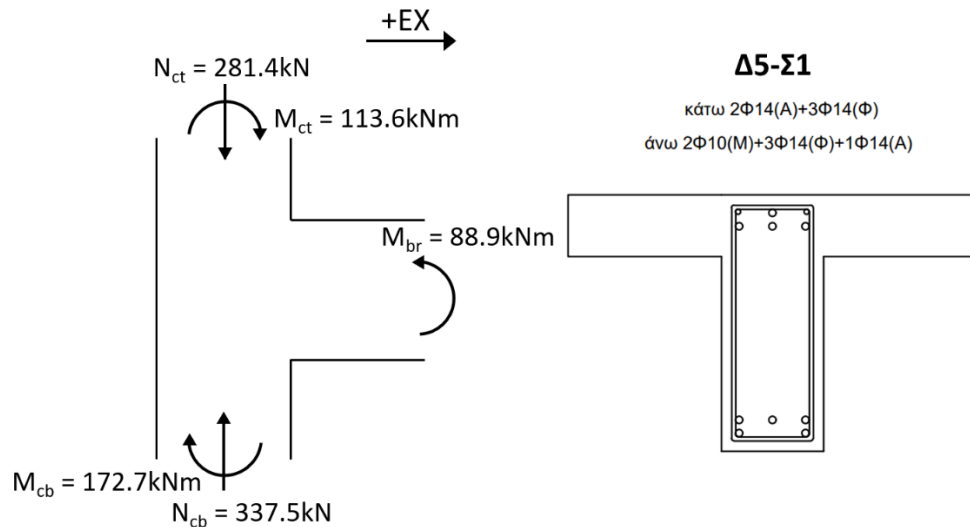 +EX
N_ct = 281.4kN
M_ct = 113.6kNm
M_br = 88.9kNm
M_cb = 172.7kNm
N_cb = 337.5kN
Δ5-Σ1
κάτω 2Φ14(Α)+3Φ14(Φ)
άνω 2Φ10(Μ)+3Φ14(Φ)+1Φ14(Α)